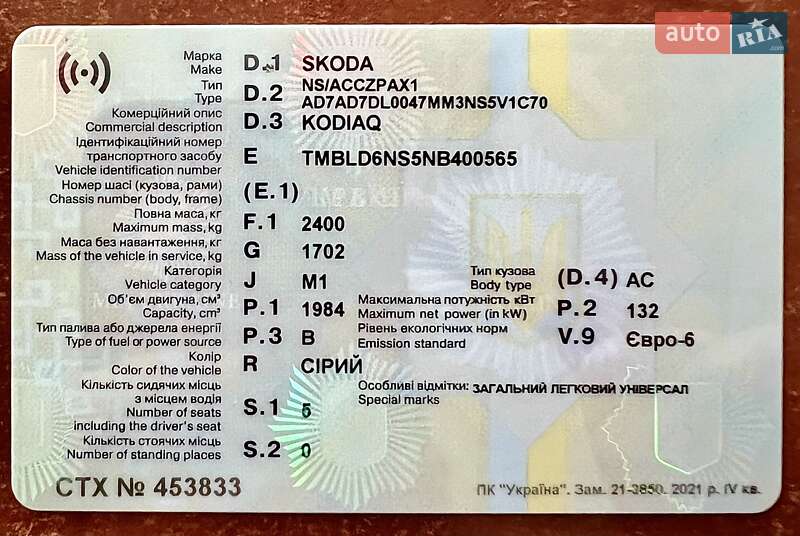 auto RIA.com
Марка D.1 SKODA
Make
Тип D.2 NS/ACCZPAX1
Type AD7AD7DL0047MM3NS5V1C70
Комерційний опис D.3 KODIAQ
Commercial description
Ідентифікаційний номер
транспортного засобу E TMBLD6NS5NB400565
Vehicle identification number
Номер шасі (кузова, рами) (E.1)
Chassis number (body, frame)
Повна маса, кг F.1 2400
Maximum mass, kg
Маса без навантаження, кг G 1702
Mass of the vehicle in service, kg
Категорія J M1 Тип кузова (D.4) AC
Vehicle category Body type
Об'єм двигуна, см³ P.1 1984 Максимальна потужність кВт P.2 132
Capacity, cm³ Maximum net power (in kW)
Тип палива або джерела енергії P.3 B Рівень екологічних норм V.9 Євро-6
Type of fuel or power source Emission standard
Колір R СІРИЙ
Color of the vehicle
Кількість сидячих місць Особливі відмітки: ЗАГАЛЬНИЙ ЛЕГКОВИЙ УНІВЕРСАЛ
з місцем водія S.1 5 Special marks
Number of seats
including the driver's seat
Кількість стоячих місць S.2 0
Number of standing places
СТХ № 453833
ПК "Україна". Зам. 21-3850. 2021 р. IV кв.